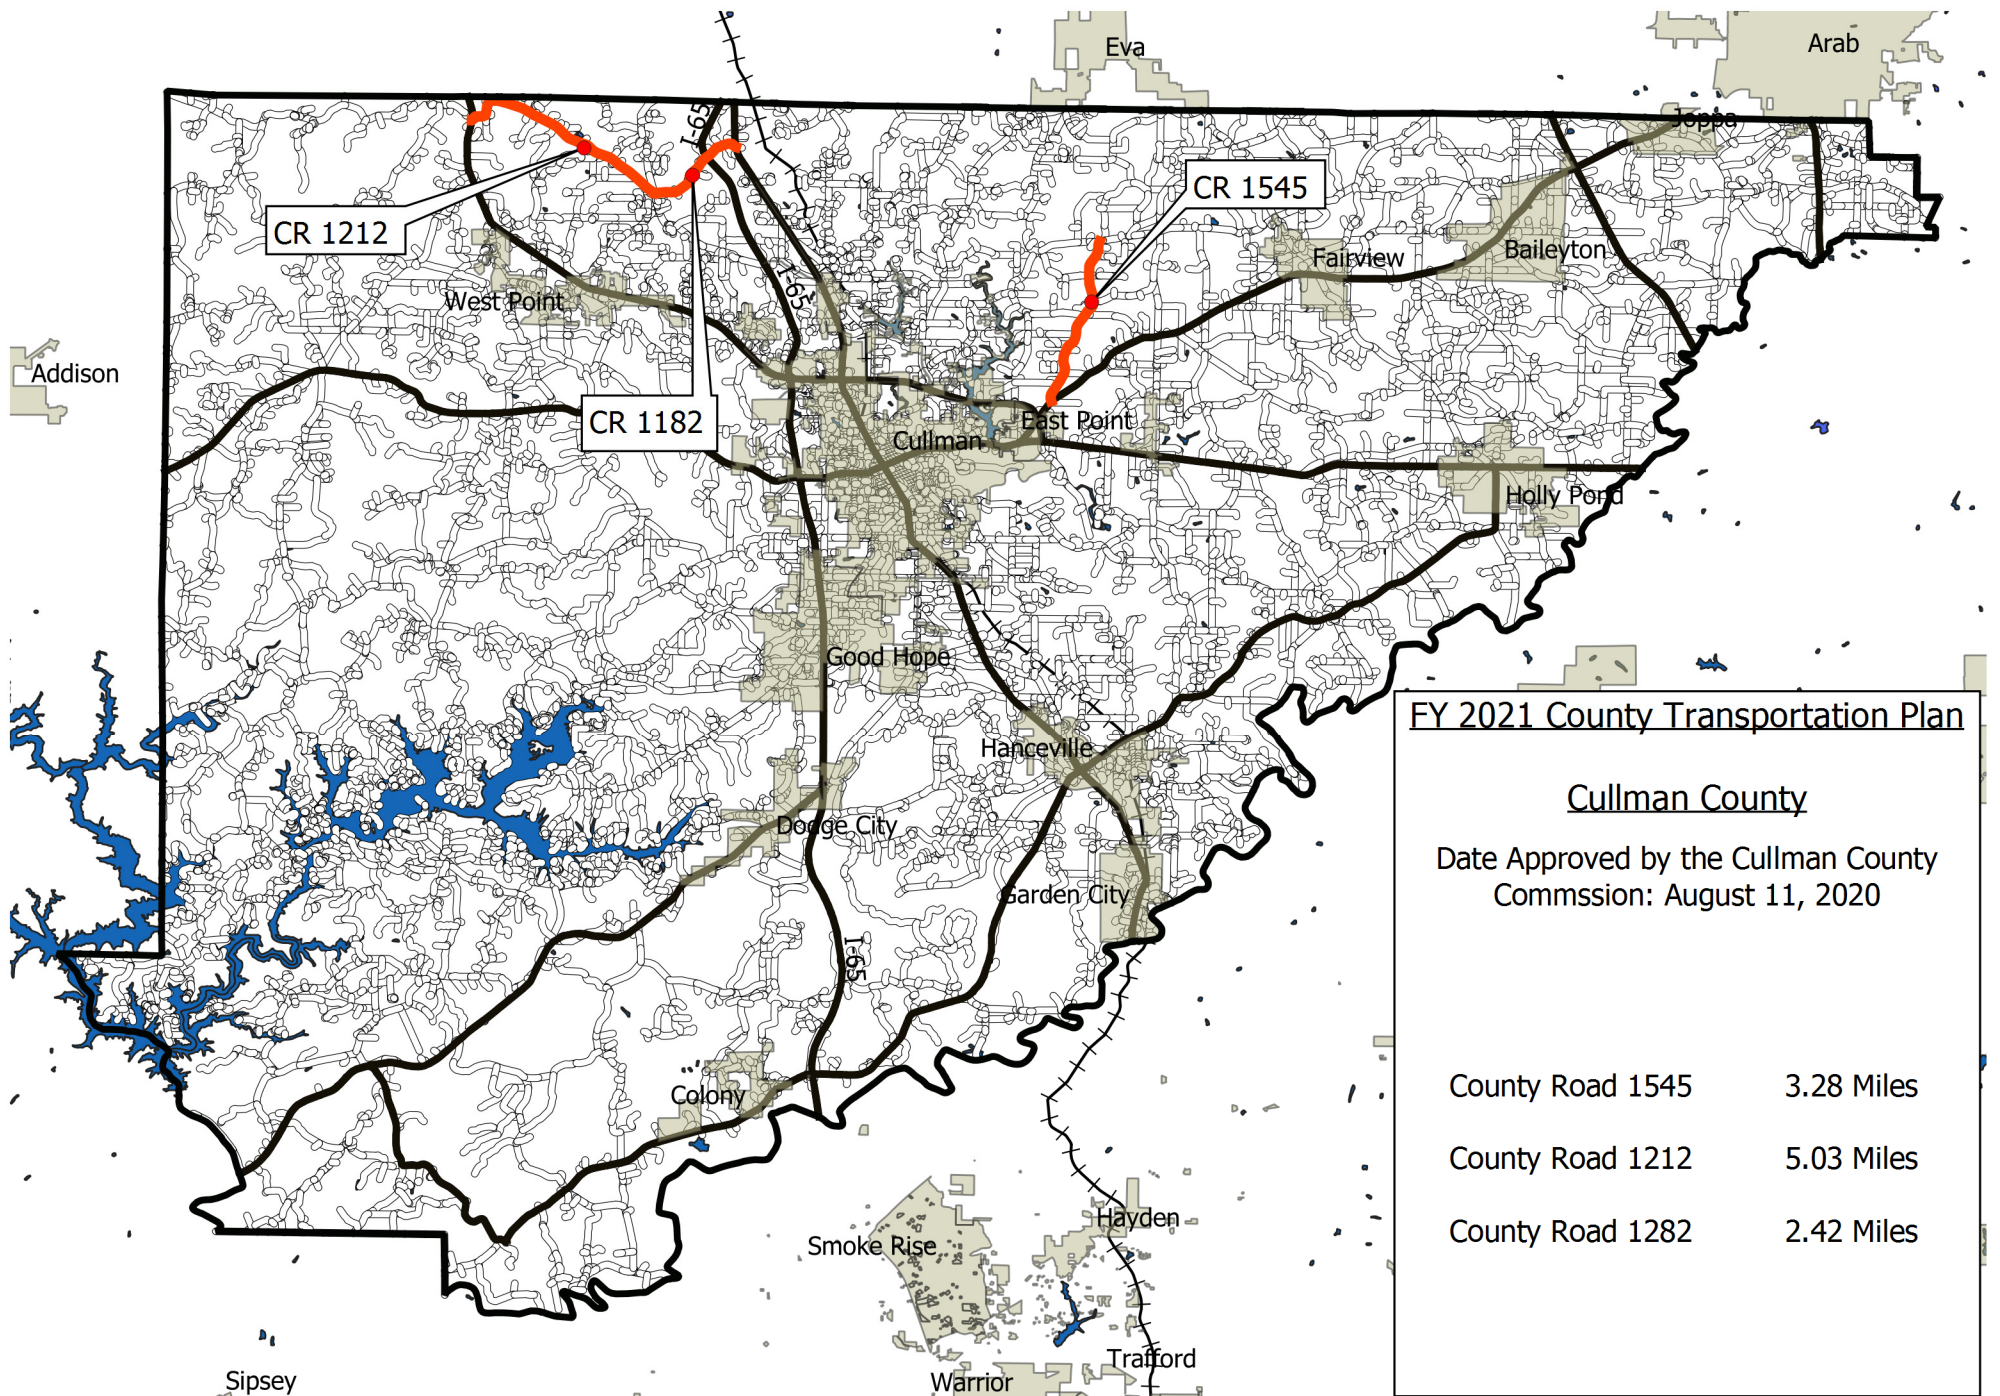 Eva
Arab
Joppa
I-65
CR 1212
CR 1545
Fairview
Baileyton
I-65
West Point
Addison
CR 1182
East Point
Cullman
Holly Pond
Good Hope
Hanceville
Dodge City
Garden City
I-65
Colony
Smoke Rise
Hayden
Trafford
Warrior
Sipsey
FY 2021 County Transportation Plan
Cullman County
Date Approved by the Cullman County
Commssion: August 11, 2020
County Road 1545 3.28 Miles
County Road 1212 5.03 Miles
County Road 1282 2.42 Miles